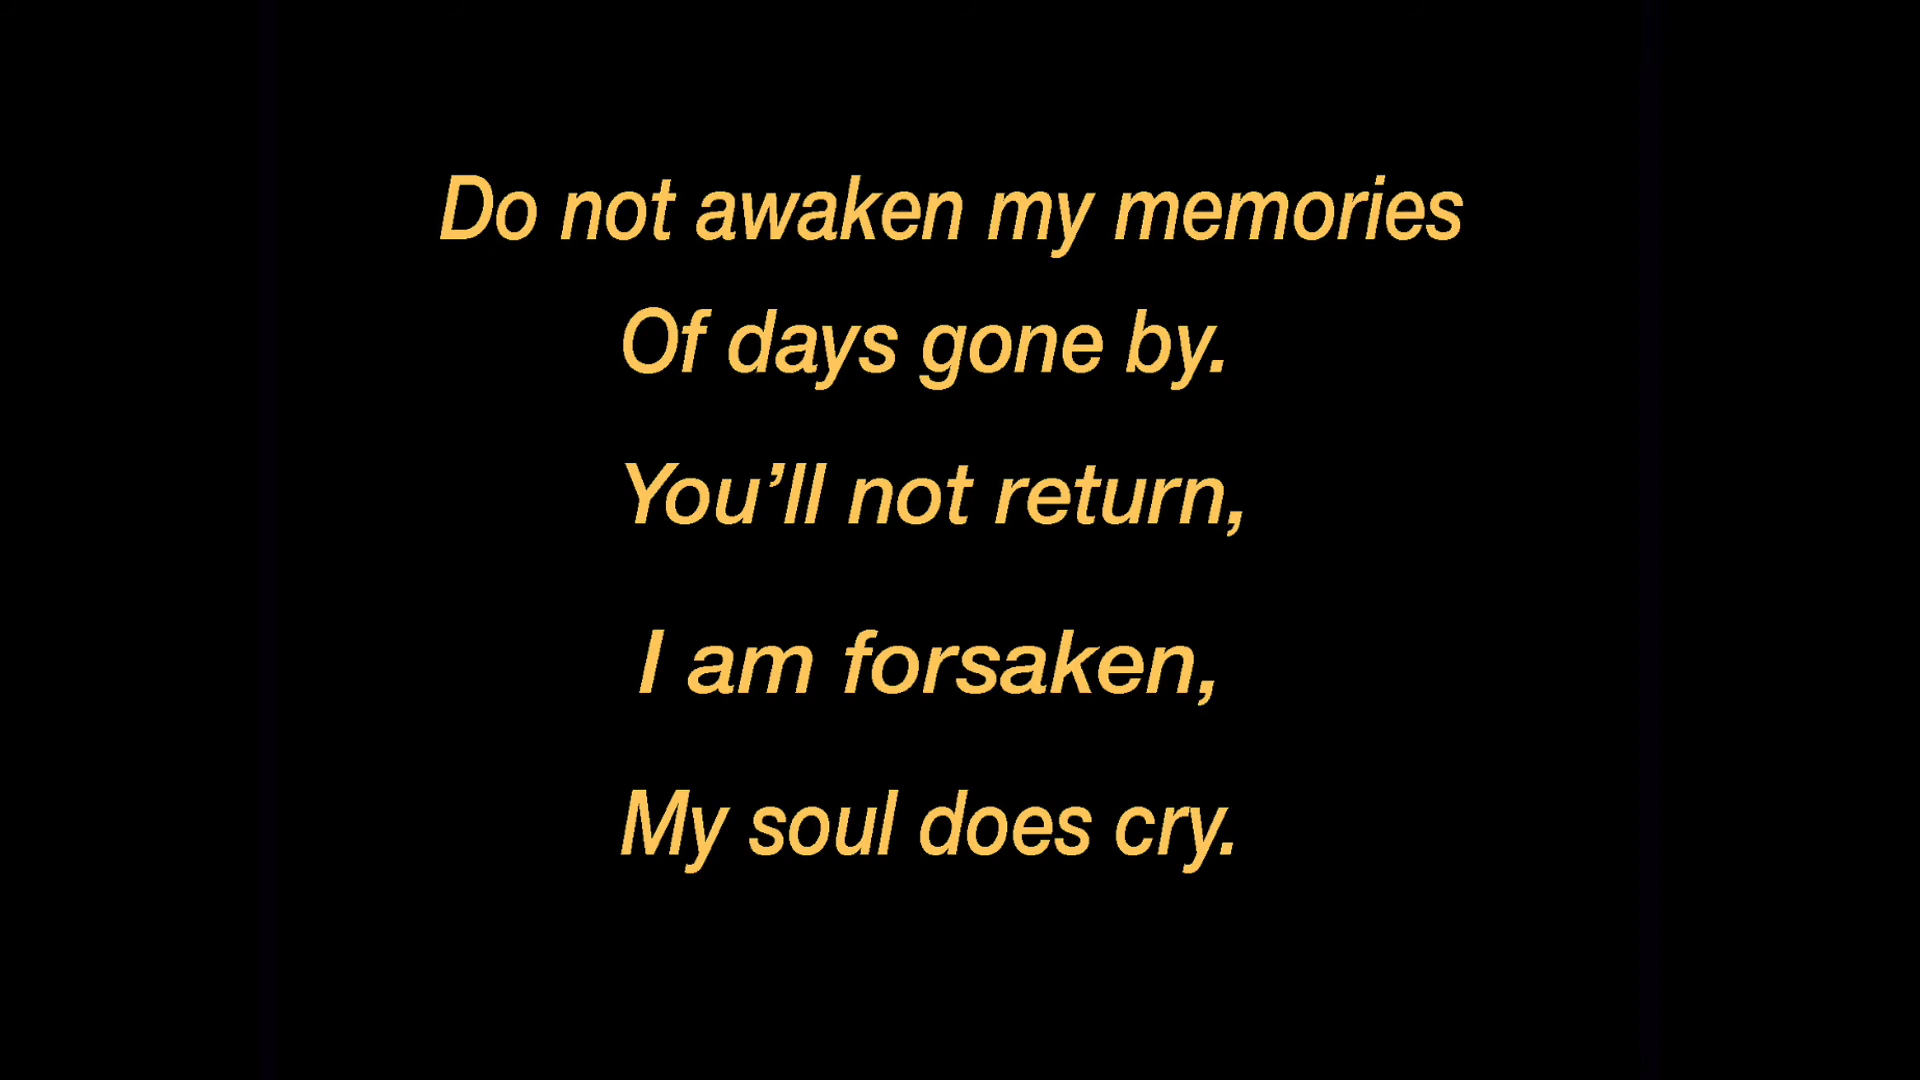 Do not awaken my memories
Of days gone by.
You’ll not return,
I am forsaken,
My soul does cry.